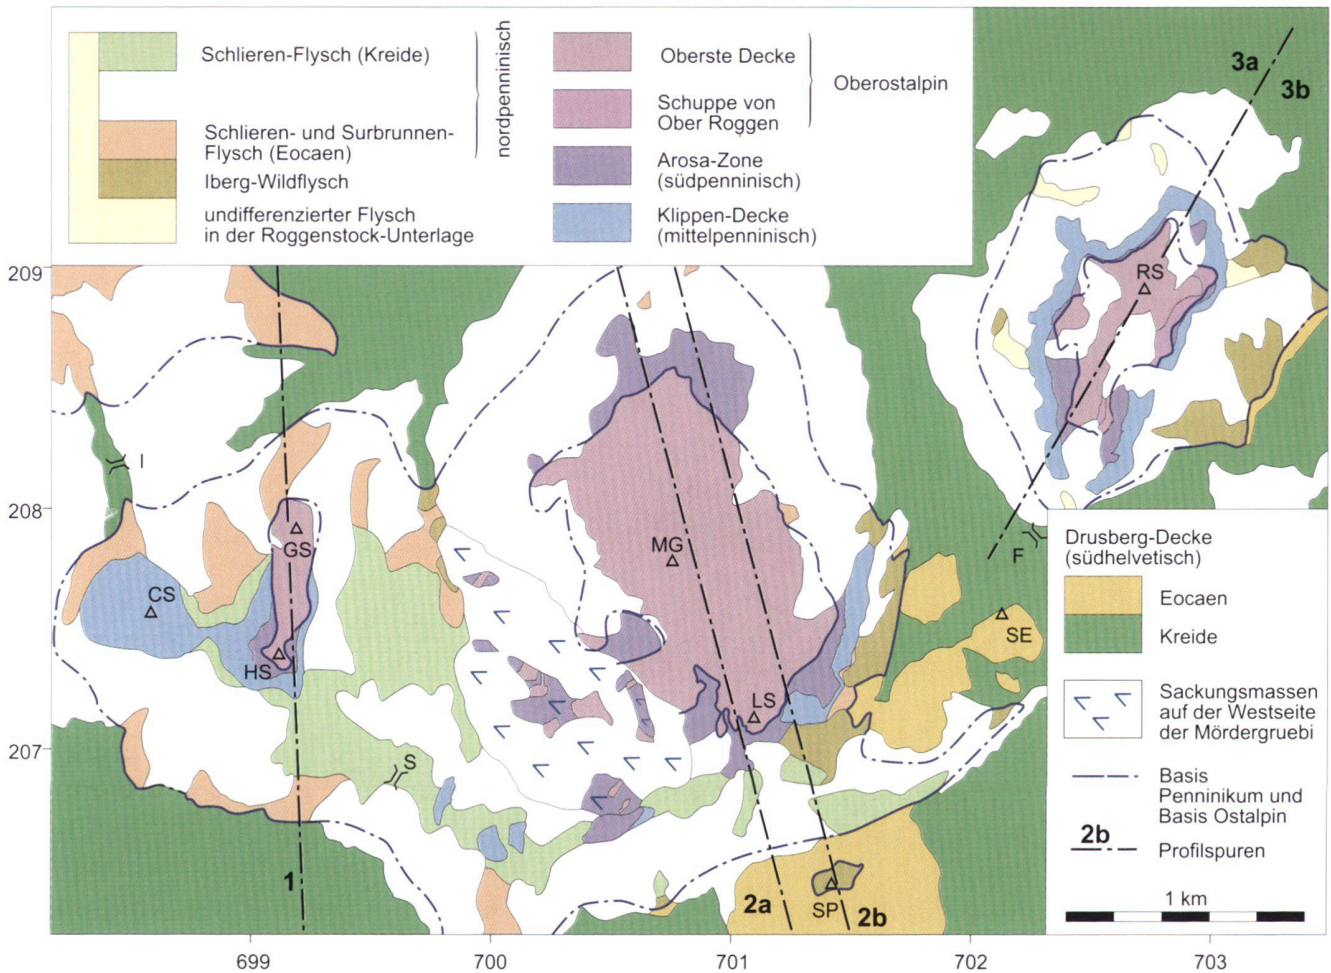 Schlieren-Flysch (Kreide)
Schlieren- und Surbrunnen-
Flysch (Eocaen)
Iberg-Wildflysch
undifferenzierter Flysch
in der Roggenstock-Unterlage
nordpenninisch
Oberste Decke
Schuppe von
Ober Roggen
Oberostalpin
Arosa-Zone
(südpenninisch)
Klippen-Decke
(mittelpenninisch)
3a
3b
RS
209
I
208
GS
CS
HS
MG
LS
F
SE
S
207
1
2a
SP
2b
Drusberg-Decke
(südhelvetisch)
Eocaen
Kreide
Sackungsmassen
auf der Westseite
der Mördergruebi
Basis
Penninikum und
Basis Ostalpin
2b
Profilspuren
1 km
699
700
701
702
703